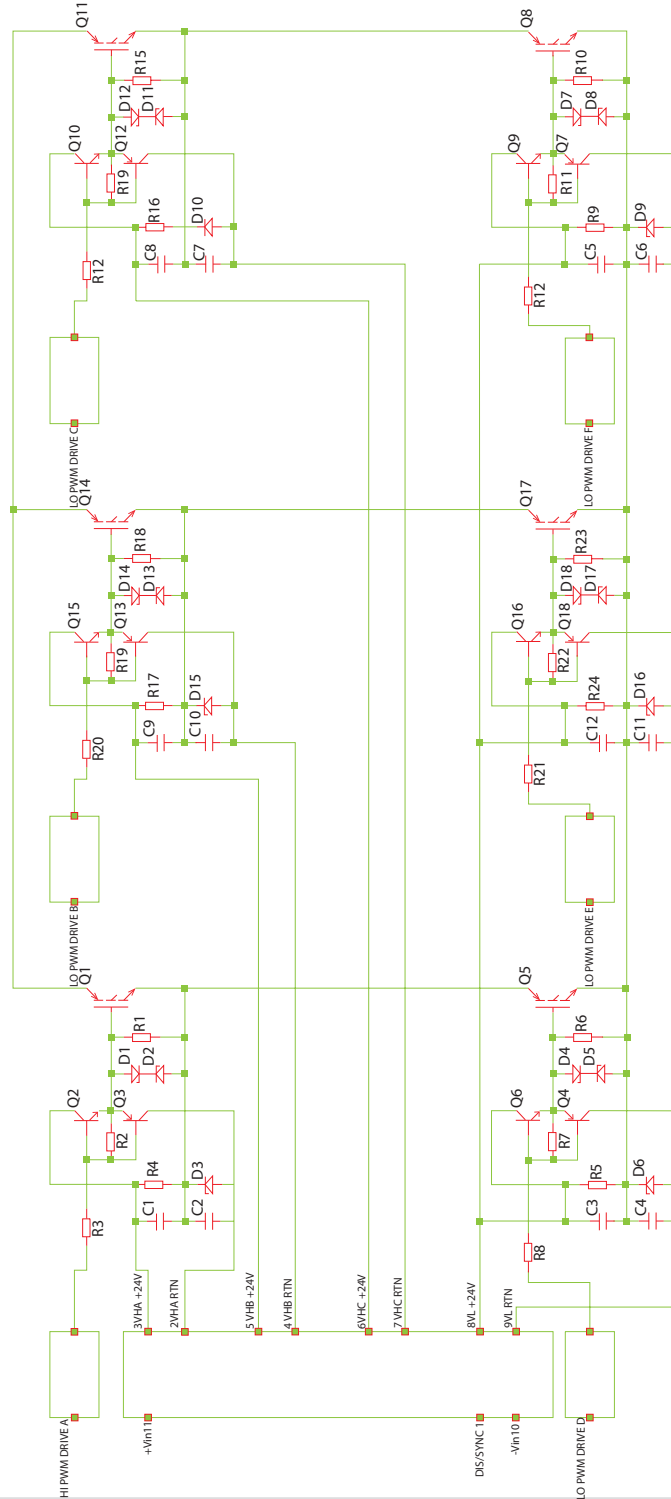 HI PWM DRIVE A
R3
Q2
R2
Q3
D1
D2
R1
Q1
R4
C1
C2
D3
LO PWM DRIVE B
R20
Q15
R19
Q13
D14
D13
R18
Q14
R17
C9
C10
D15
LO PWM DRIVE C
R12
Q10
R19
Q12
D12
D11
R15
Q11
R16
C8
C7
D10
+Vin11
DIS/SYNC 1
-Vin10
3VHA +24V
2VHA RTN
5 VHB +24V
4 VHB RTN
6VHC +24V
7 VHC RTN
8VL +24V
9VL RTN
LO PWM DRIVE D
R8
Q6
R7
Q4
D4
D5
R6
Q5
R5
C3
C4
D6
LO PWM DRIVE E
R21
Q16
R22
Q18
D18
D17
R23
Q17
R24
C12
C11
D16
LO PWM DRIVE F
R12
Q9
R11
Q7
D7
D8
R10
Q8
R9
C5
C6
D9